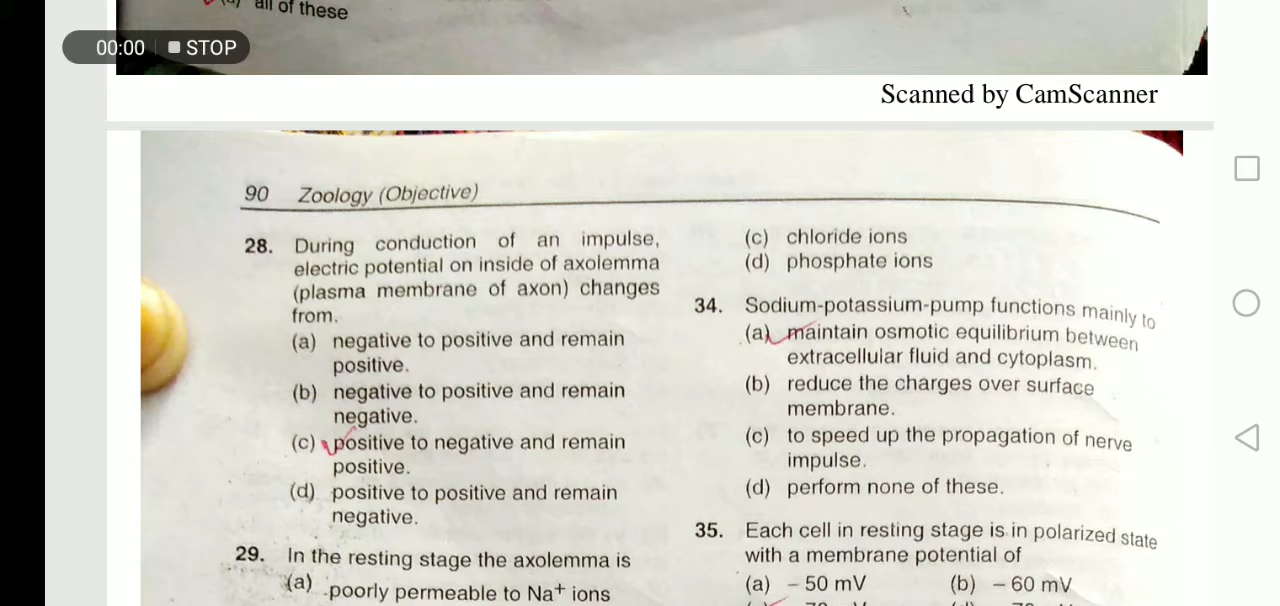 all of these
00:00 STOP
Scanned by CamScanner
90 Zoology (Objective)
28. During conduction of an impulse,
electric potential on inside of axolemma
(plasma membrane of axon) changes
from.
(a) negative to positive and remain
positive.
(b) negative to positive and remain
negative.
(c) positive to negative and remain
positive.
(d) positive to positive and remain
negative.
29. In the resting stage the axolemma is
(a) poorly permeable to Na+ ions
(c) chloride ions
(d) phosphate ions
34. Sodium-potassium-pump functions mainly to
(a) maintain osmotic equilibrium between
extracellular fluid and cytoplasm.
(b) reduce the charges over surface
membrane.
(c) to speed up the propagation of nerve
impulse.
(d) perform none of these.
35. Each cell in resting stage is in polarized state
with a membrane potential of
(a) – 50 mV (b) – 60 mV